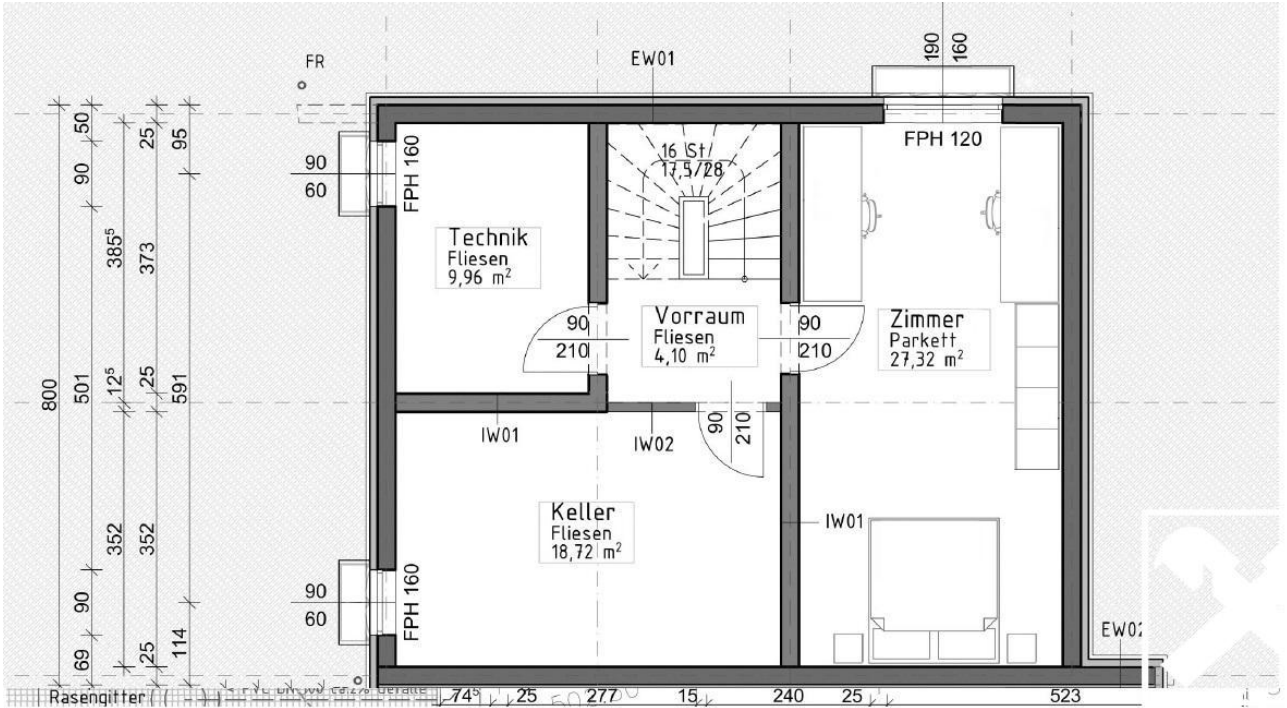 FR
EW01
190
160
FPH 120
90
60
FPH 160
16 St
17,5/28
Technik
Fliesen
9,96 m²
Vorraum
Fliesen
4,10 m²
90
210
90
210
Zimmer
Parkett
27,32 m²
90
210
IW01
IW02
Keller
Fliesen
18,72 m²
IW01
90
60
FPH 160
EW02
800
50
90
501
90
69
385⁵
12⁵
352
25
373
25
352
25
95
591
114
Rasengitter
74⁵
25
277
15
240
25
523